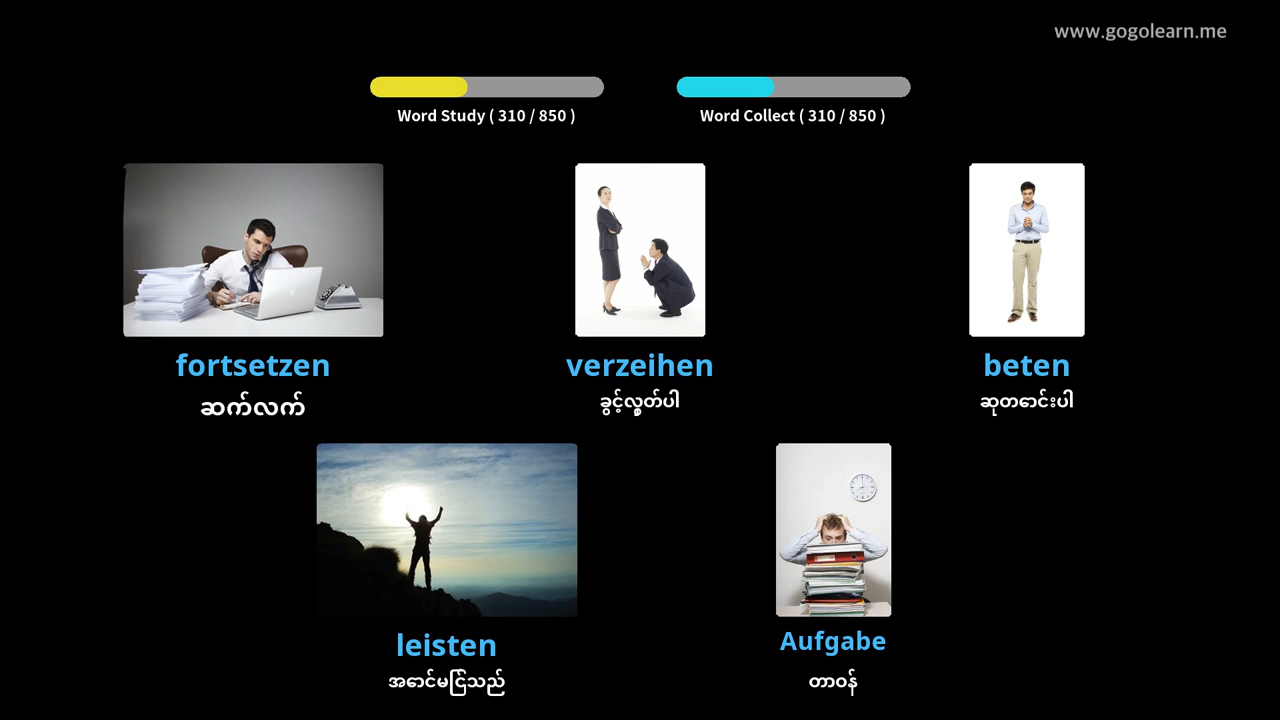 www.gogolearn.me
Word Study ( 310 / 850 )
Word Collect ( 310 / 850 )
fortsetzen
verzeihen
beten
ဆက်လက်
ခွင့်လွှတ်ပါ
ဆုတောင်းပါ
leisten
Aufgabe
အောင်မြင်သည်
တာဝန်